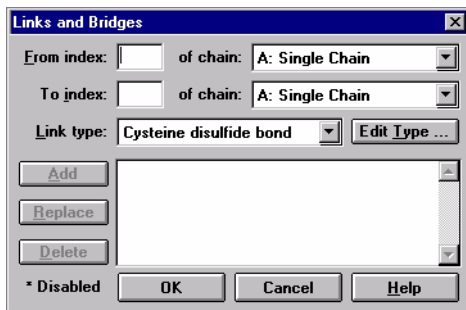 Links and Bridges
From index: of chain: A: Single Chain
To index: of chain: A: Single Chain
Link type: Cysteine disulfide bond Edit Type ...
Add
Replace
Delete
* Disabled OK Cancel Help